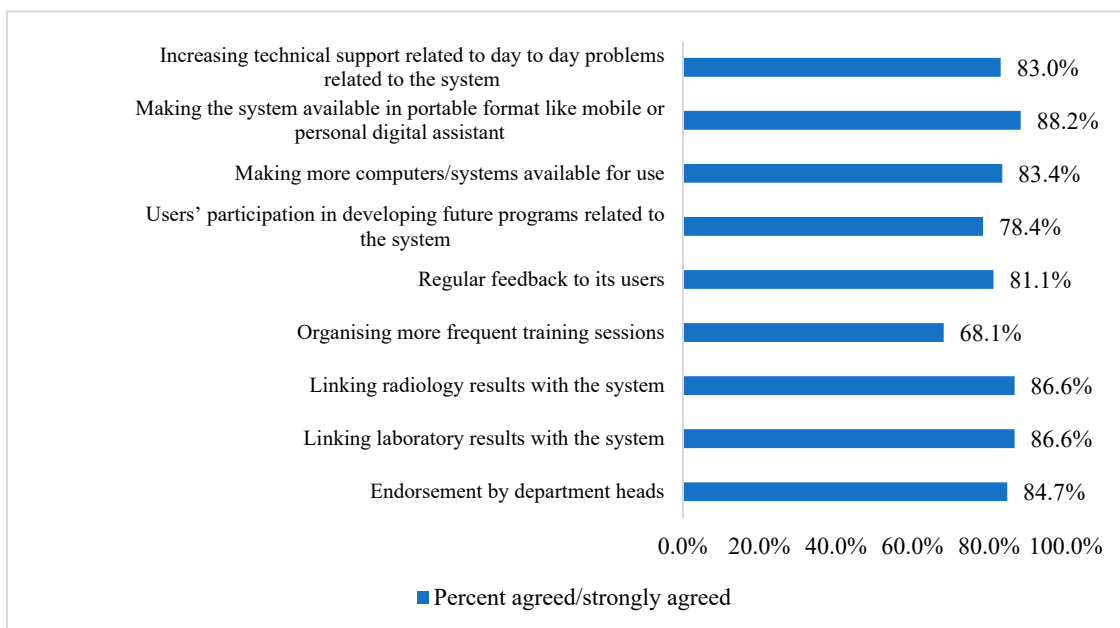 Increasing technical support related to day to day problems
related to the system
83.0%
Making the system available in portable format like mobile or
personal digital assistant
88.2%
Making more computers/systems available for use
83.4%
Users’ participation in developing future programs related to
the system
78.4%
Regular feedback to its users
81.1%
Organising more frequent training sessions
68.1%
Linking radiology results with the system
86.6%
Linking laboratory results with the system
86.6%
Endorsement by department heads
84.7%
0.0% 20.0% 40.0% 60.0% 80.0% 100.0%
Percent agreed/strongly agreed